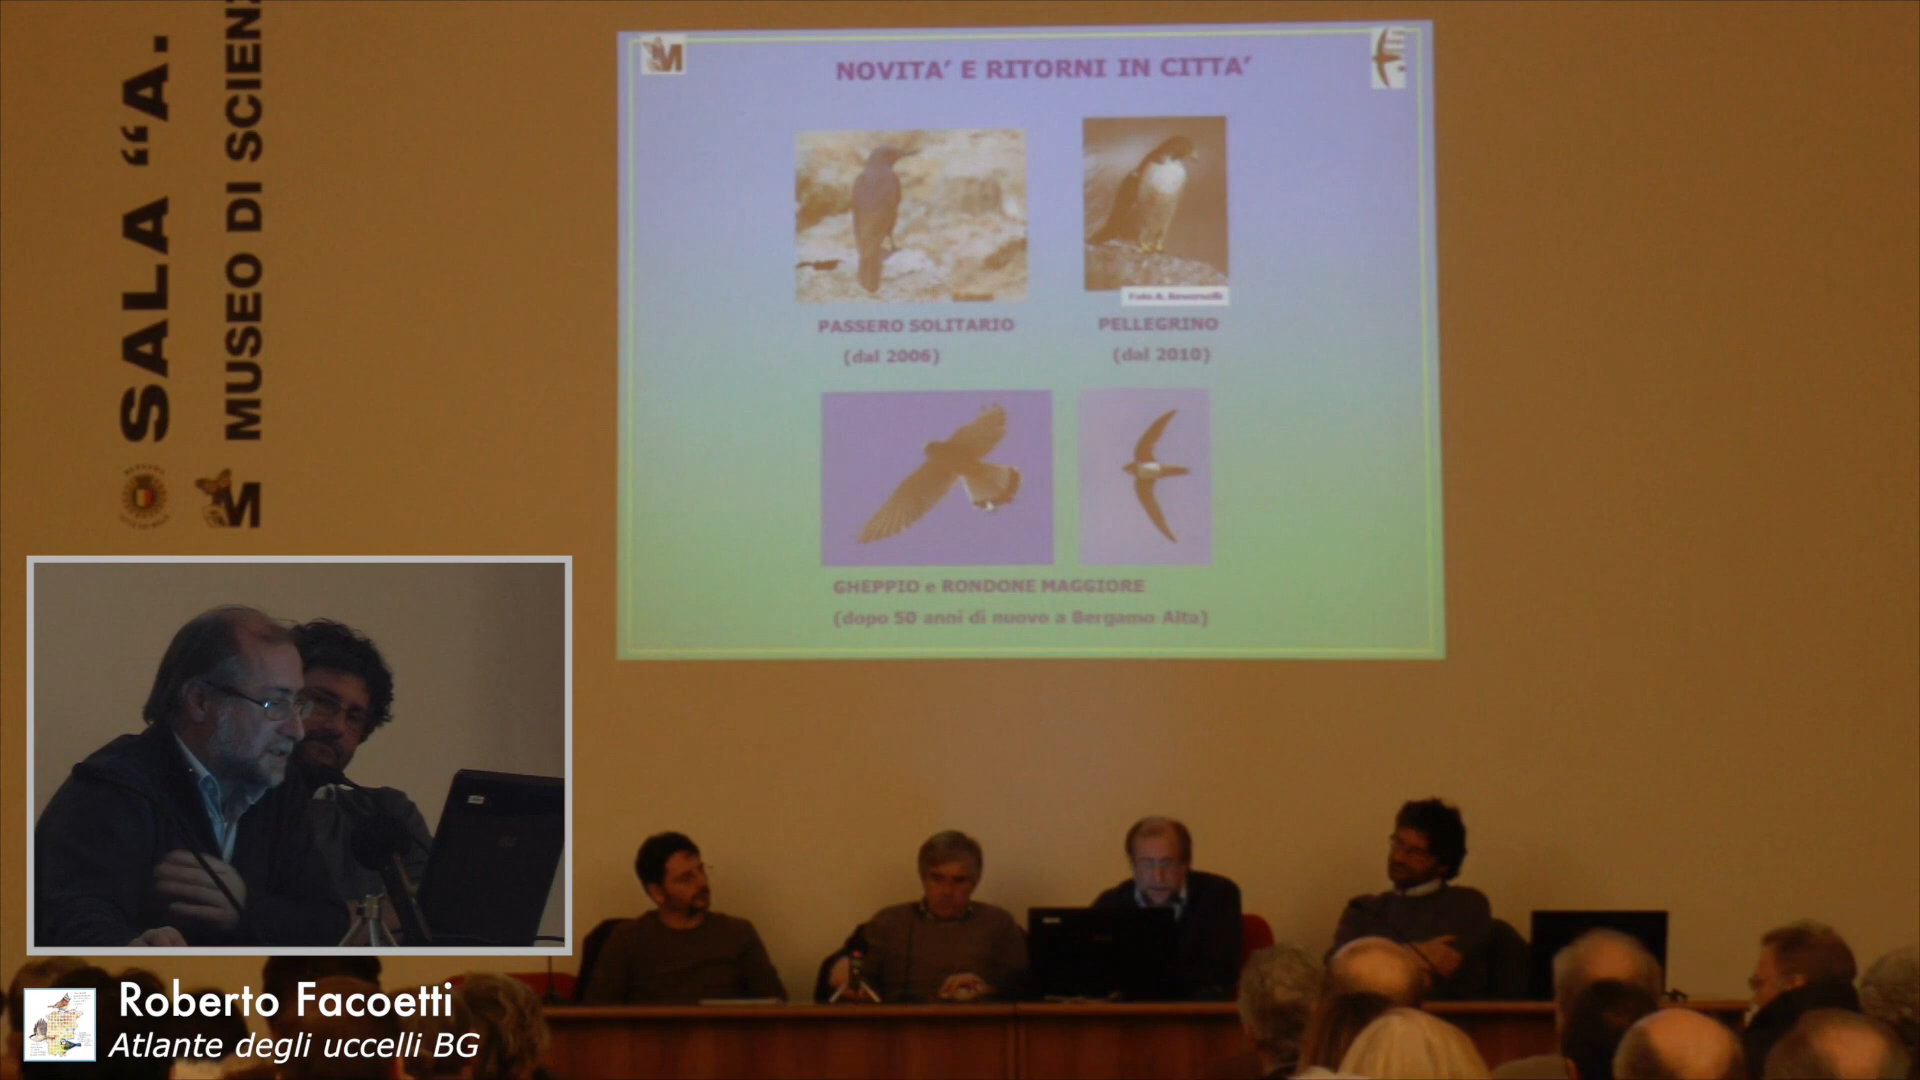 SALA “A.
MUSEO DI SCIENZ
NOVITA’ E RITORNI IN CITTA’
PASSERO SOLITARIO
(dal 2006)
PELLEGRINO
(dal 2010)
GHEPPIO e RONDONE MAGGIORE
(dopo 50 anni di nuovo a Bergamo Alta)
Roberto Facoetti
Atlante degli uccelli BG